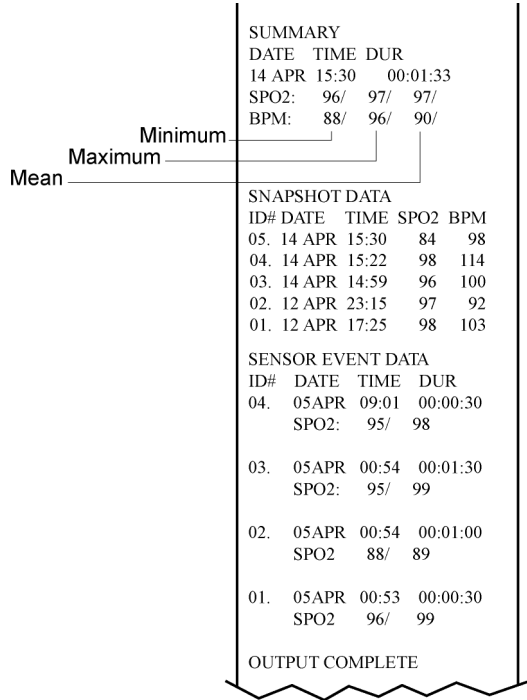 SUMMARY
DATE TIME DUR
14 APR 15:30 00:01:33
SPO2: 96/ 97/ 97/
BPM: 88/ 96/ 90/
Minimum
Maximum
Mean
SNAPSHOT DATA
ID# DATE TIME SPO2 BPM
05. 14 APR 15:30 84 98
04. 14 APR 15:22 98 114
03. 14 APR 14:59 96 100
02. 12 APR 23:15 97 92
01. 12 APR 17:25 98 103
SENSOR EVENT DATA
ID# DATE TIME DUR
04. 05APR 09:01 00:00:30
SPO2: 95/ 98
03. 05APR 00:54 00:01:30
SPO2: 95/ 99
02. 05APR 00:54 00:01:00
SPO2 88/ 89
01. 05APR 00:53 00:00:30
SPO2 96/ 99
OUTPUT COMPLETE